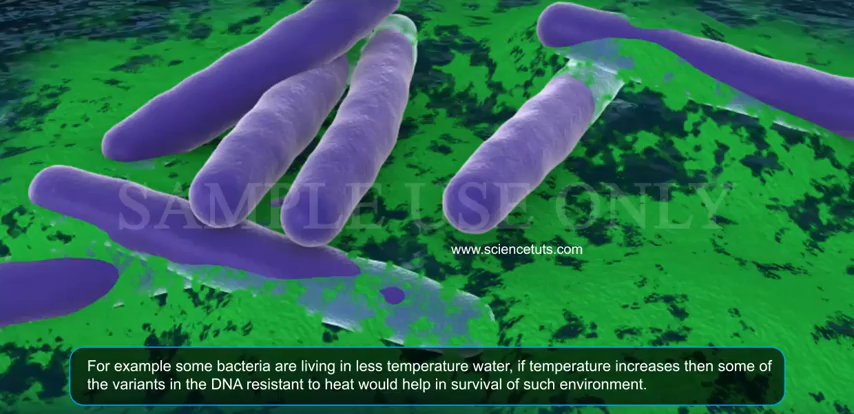 SAMPLE USE ONLY
www.sciencetuts.com
For example some bacteria are living in less temperature water, if temperature increases then some of
the variants in the DNA resistant to heat would help in survival of such environment.